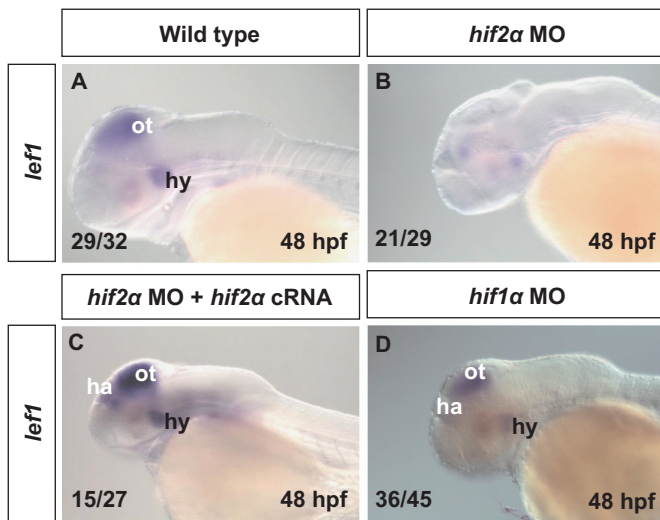 Wild type
hif2α MO
lef1
A
ot
hy
29/32
48 hpf
B
21/29
48 hpf
hif2α MO + hif2α cRNA
hif1α MO
lef1
C
ot
ha
hy
15/27
48 hpf
D
ot
ha
hy
36/45
48 hpf